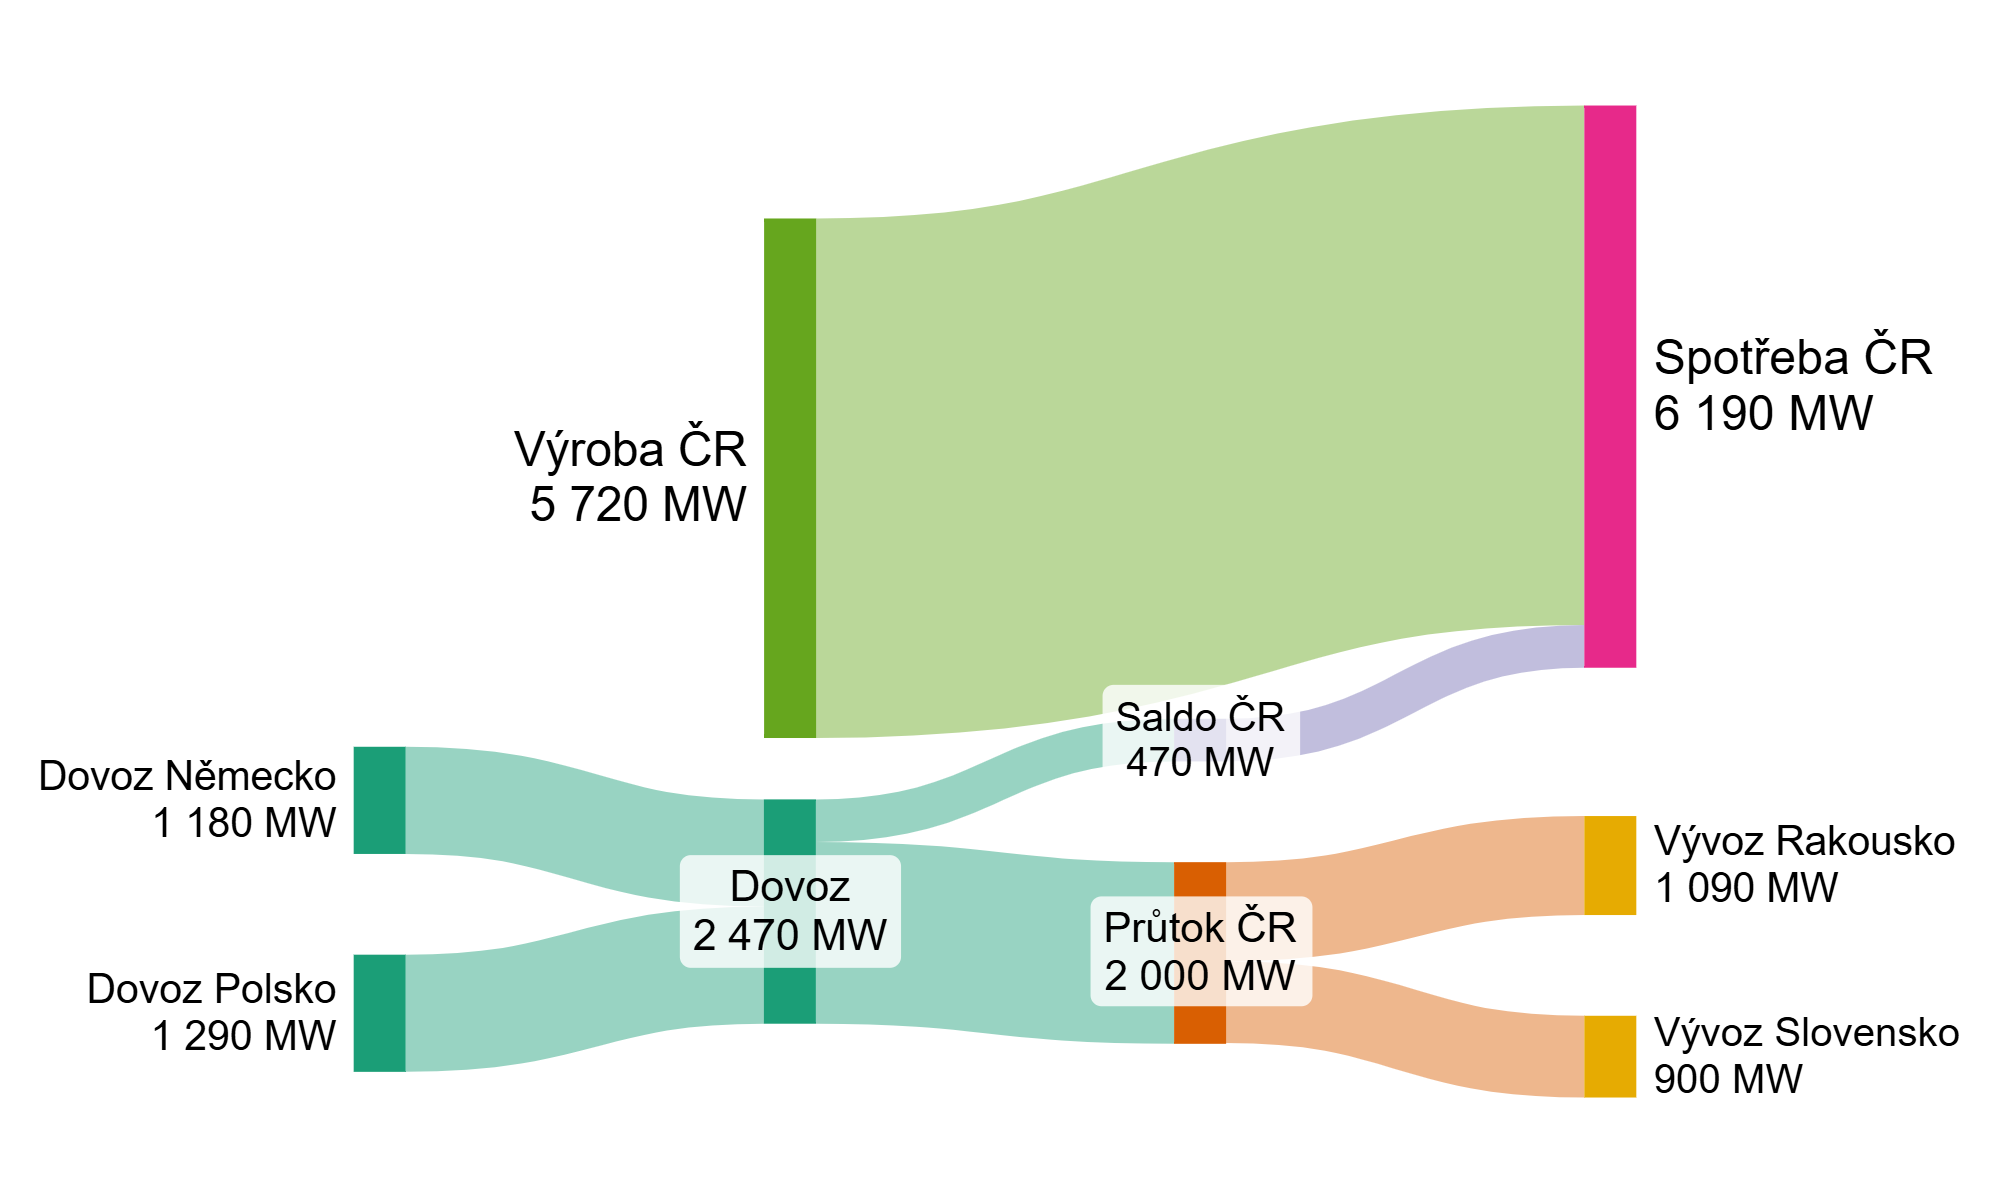 Spotřeba ČR
6 190 MW
Výroba ČR
5 720 MW
Saldo ČR
470 MW
Dovoz Německo
1 180 MW
Dovoz
2 470 MW
Vývoz Rakousko
1 090 MW
Průtok ČR
2 000 MW
Dovoz Polsko
1 290 MW
Vývoz Slovensko
900 MW